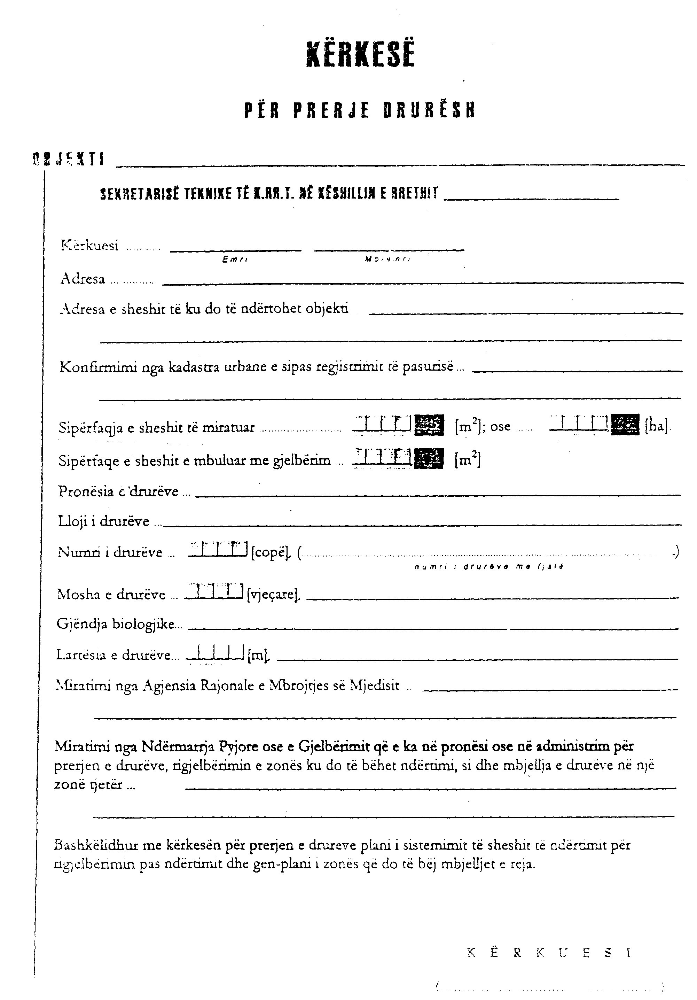 KËRKESË
PËR PRERJE DRURËSH
OBJEKTI
SEKRETARISË TEKNIKE TË K.RR.T. NË KËSHILLIN E RRETHIT
Kërkuesi ...........
Emri Mbiemri
Adresa ..............
Adresa e sheshit të ku do të ndërtohet objekti
Konfirmimi nga kadastra urbane e sipas regjistrimit të pasurisë ...
Sipërfaqja e sheshit të miratuar .......................... [m²]; ose ..... [ha].
Sipërfaqe e sheshit e mbuluar me gjelbërim ... [m²]
Pronësia e drurëve ...
Lloji i drurëve ...
Numri i drurëve ... [copë], (.......................................................................)
numri i drurëve me fjalë
Mosha e drurëve ... [vjeçare],
Gjëndja biologjike...
Lartësia e drurëve... [m],
Miratimi nga Agjensia Rajonale e Mbrojtjes së Mjedisit ...
Miratimi nga Ndërmarrja Pyjore ose e Gjelbërimit që e ka në pronësi ose në administrim për
prerjen e drurëve, rigjelbërimin e zonës ku do të bëhet ndërtimi, si dhe mbjellja e drurëve në një
zonë tjetër ...
Bashkëlidhur me kërkesën për prerjen e drureve plani i sistemimit të sheshit të ndërtimit për
rigjelbërimin pas ndërtimit dhe gen-plani i zonës që do të bëj mbjelljet e reja.
KËRKUESI
(..................................................)